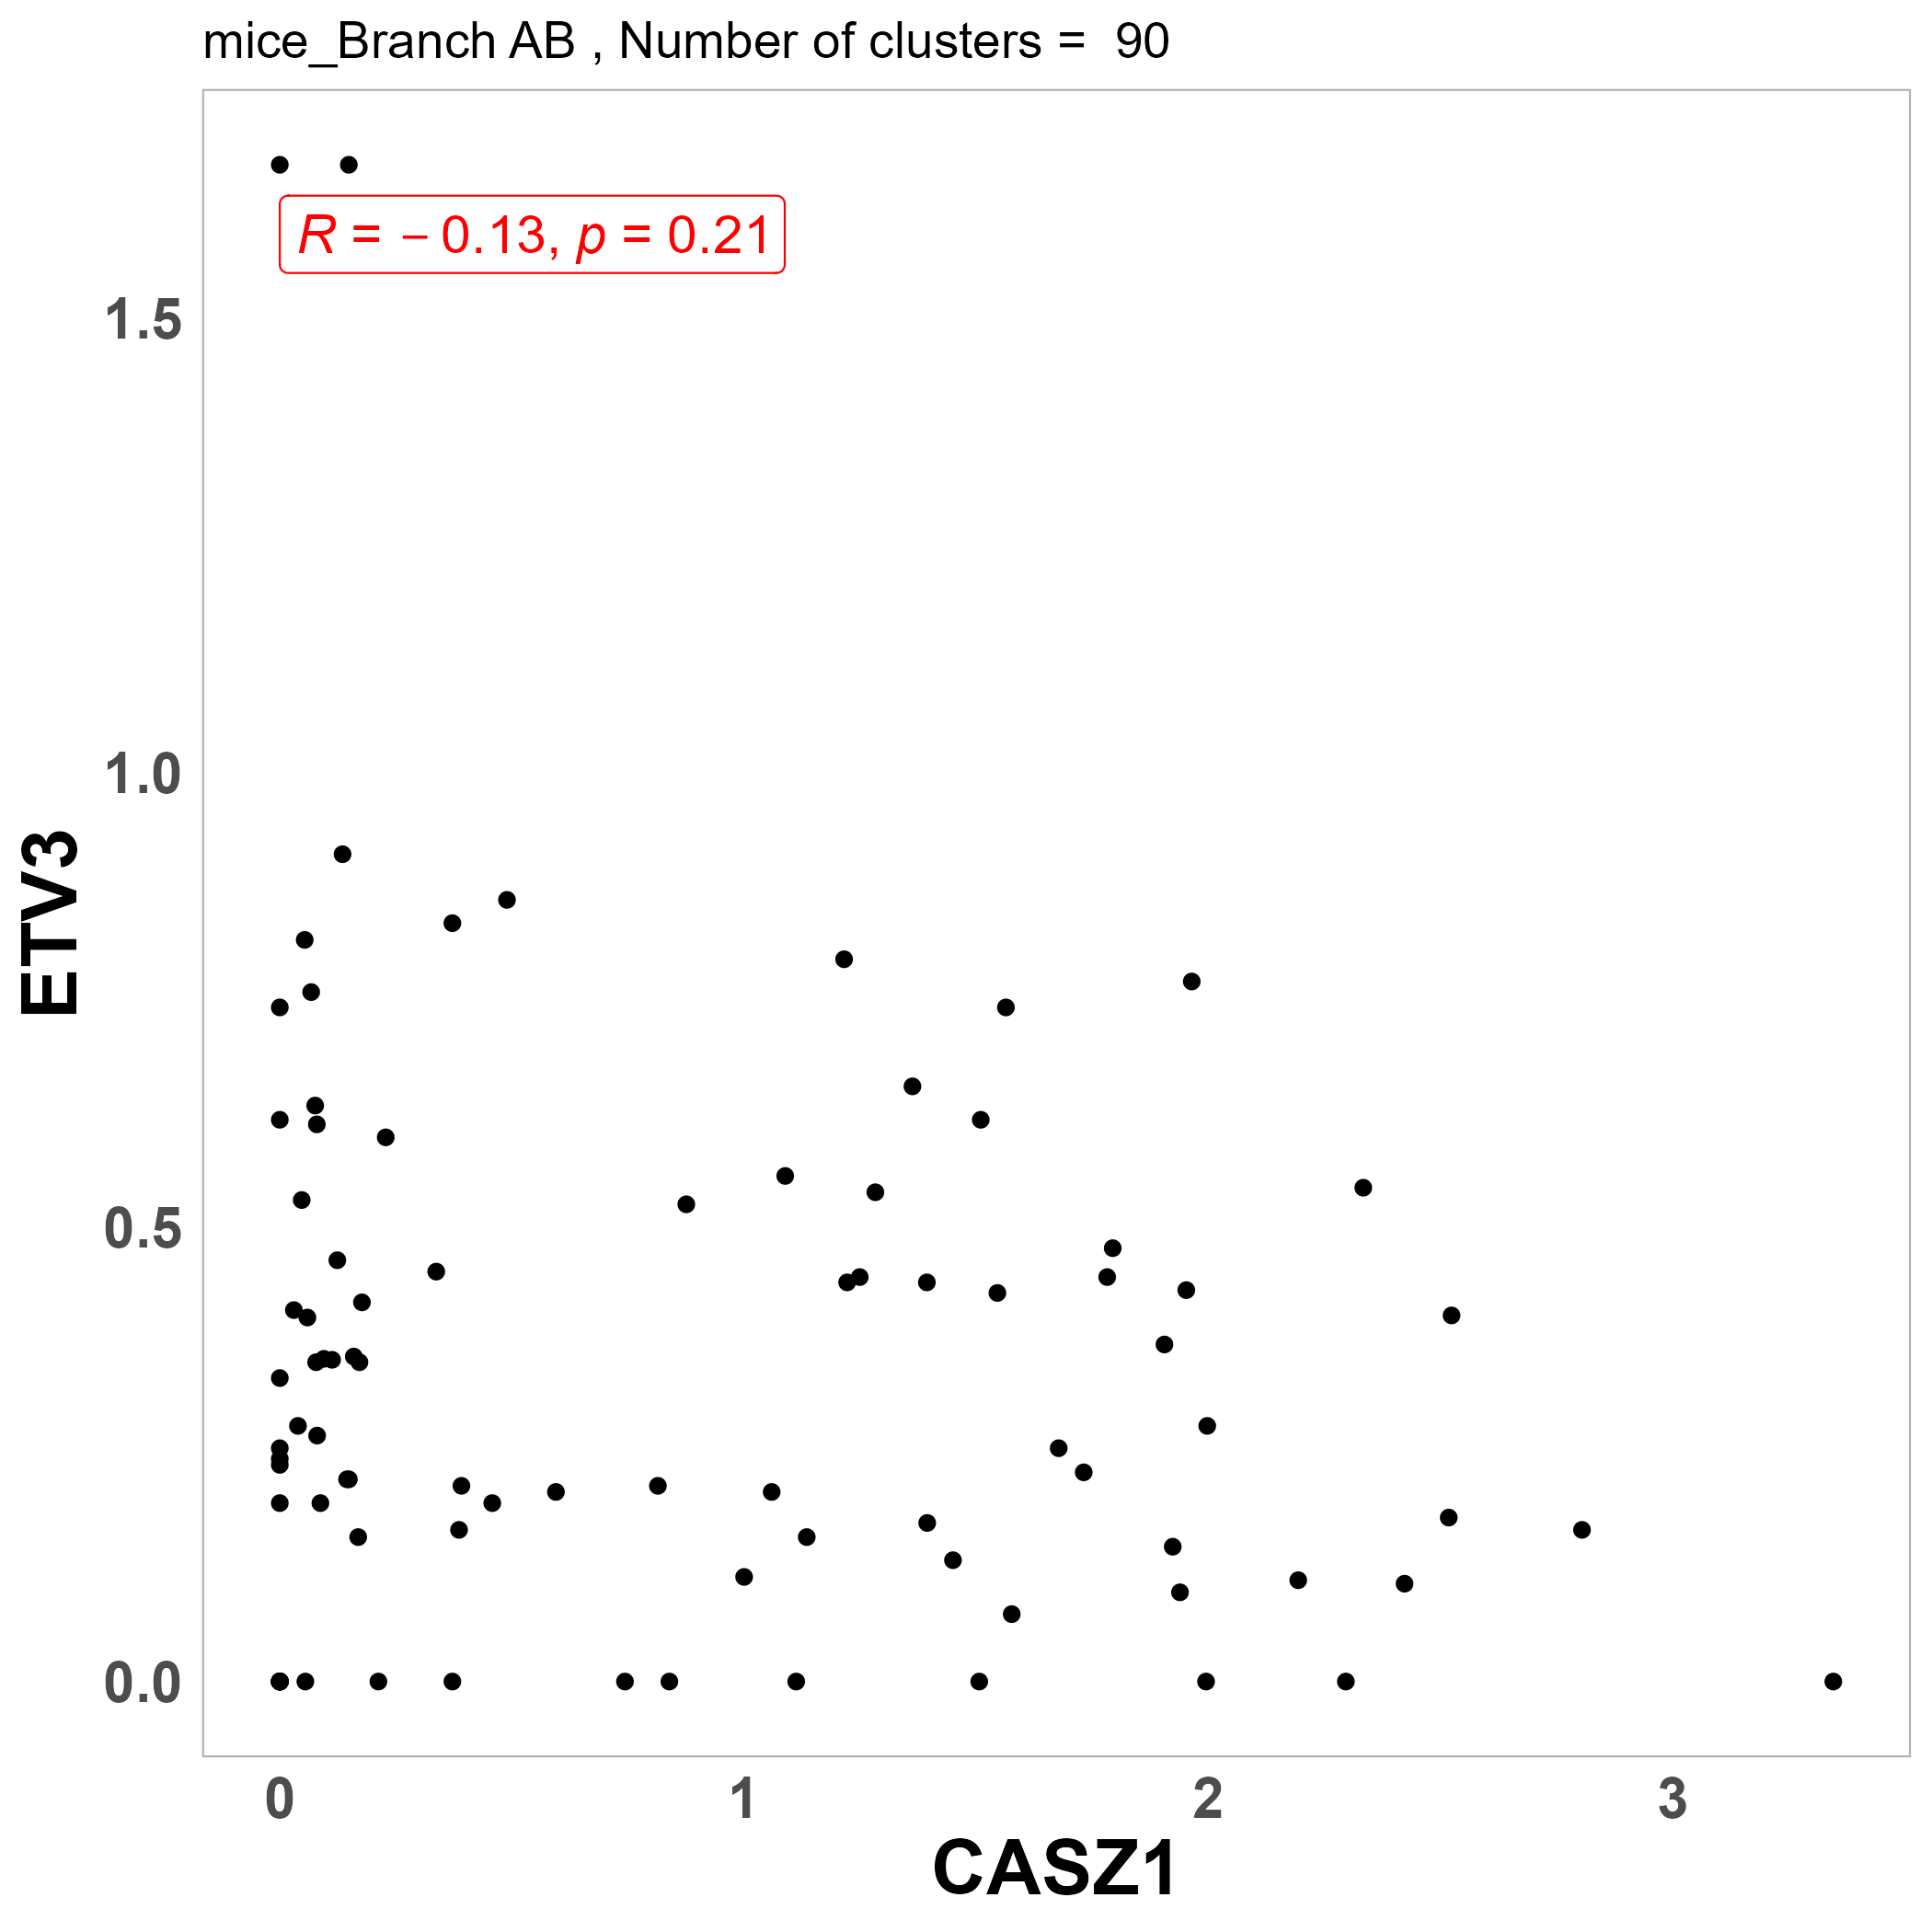 mice_Branch AB , Number of clusters =  90
R = − 0.13, p = 0.21
1.5
1.0
0.5
0.0
ETV3
0 1 2 3
CASZ1